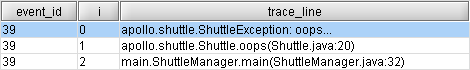 event_id i trace_line
39 0 apollo.shuttle.ShuttleException: oops...
39 1 apollo.shuttle.Shuttle.oops(Shuttle.java:20)
39 2 main.ShuttleManager.main(ShuttleManager.java:32)